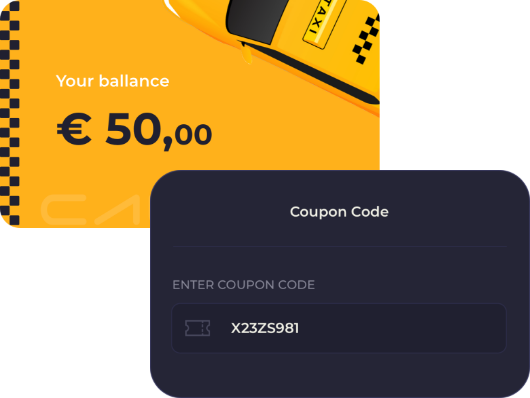 TAXI
Your ballance
€ 50,00
Coupon Code
ENTER COUPON CODE
X23ZS981